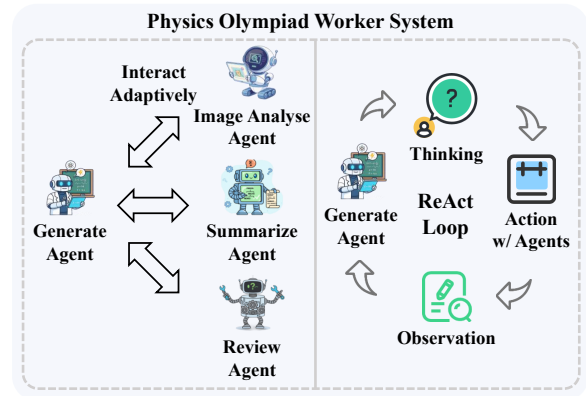 Physics Olympiad Worker System
Interact
Adaptively
Image Analyse
Agent
Generate
Agent
Summarize
Agent
Review
Agent
?
Thinking
Generate
Agent
ReAct
Loop
Action
w/ Agents
Observation